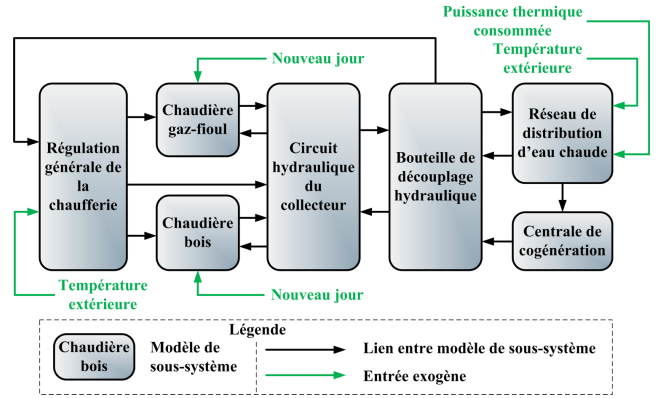 Puissance thermique
consommée
Nouveau jour
Température
extérieure
Régulation
générale de
la
chaufferie
Chaudière
gaz-fioul
Circuit
hydraulique
du
collecteur
Bouteille de
découplage
hydraulique
Réseau de
distribution
d'eau chaude
Chaudière
bois
Centrale de
cogénération
Température
extérieure
Nouveau jour
Légende
Chaudière
bois
Modèle de
sous-système
Lien entre modèle de sous-système
Entrée exogène